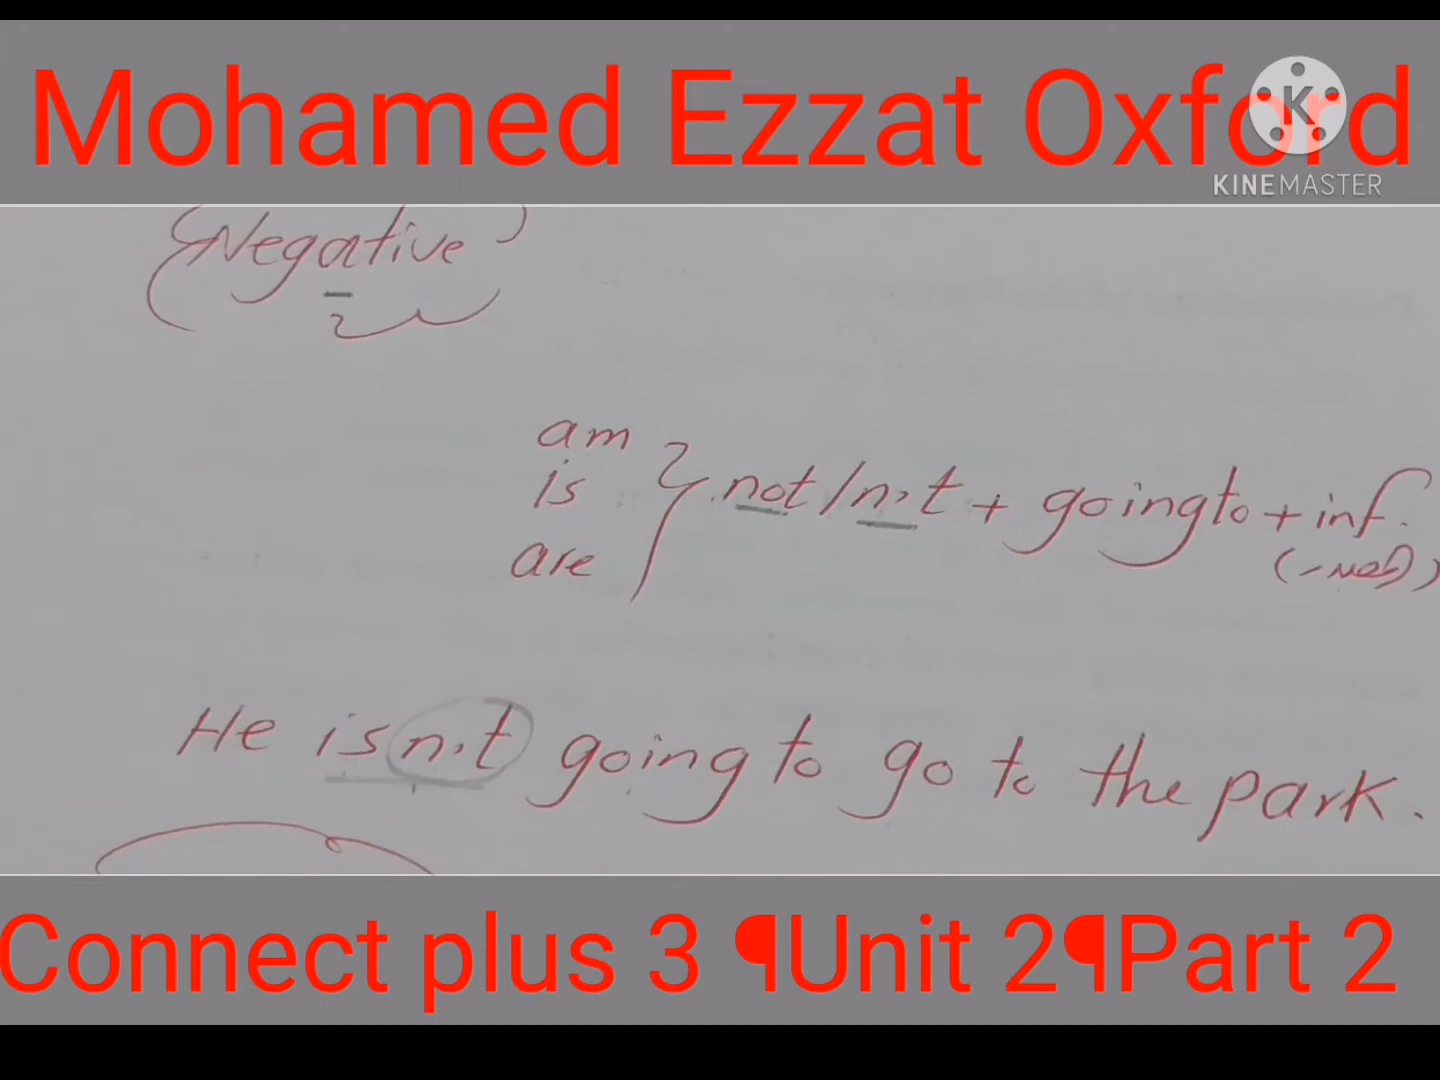 Mohamed Ezzat Oxford
KINEMASTER
Negative
am
is
are
not/n't + going to + inf.
He isn't going to go to the park.
Connect plus 3 ¶Unit 2¶Part 2